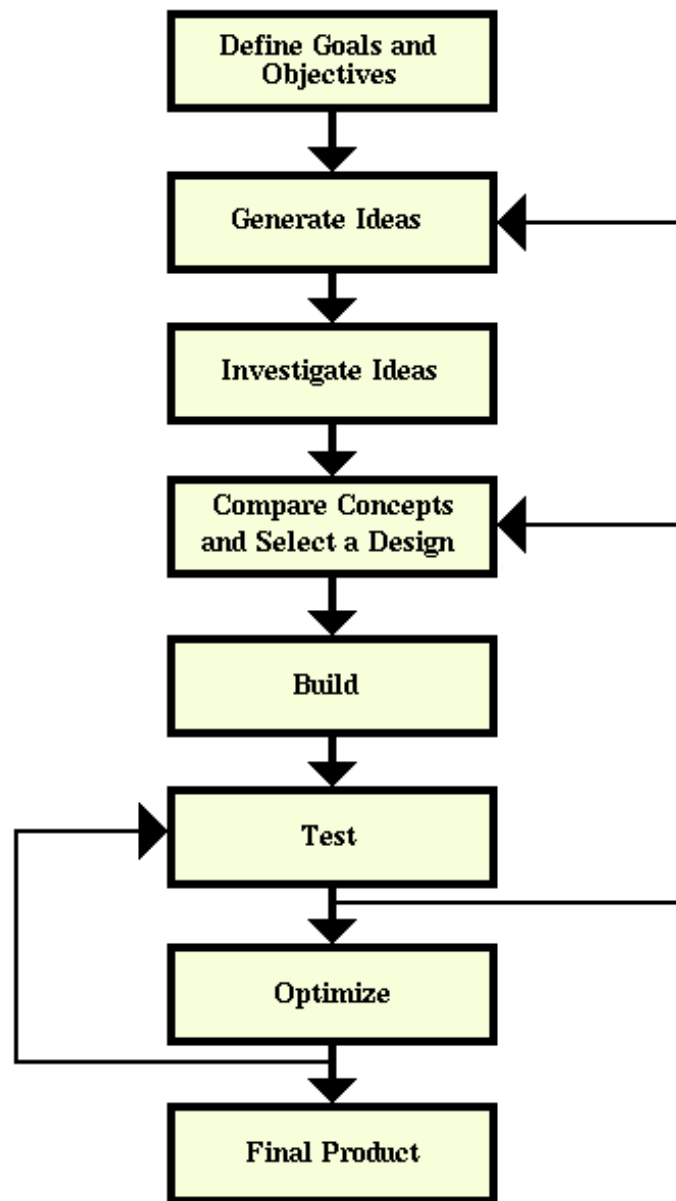 Define Goals and
Objectives
Generate Ideas
Investigate Ideas
Compare Concepts
and Select a Design
Build
Test
Optimize
Final Product